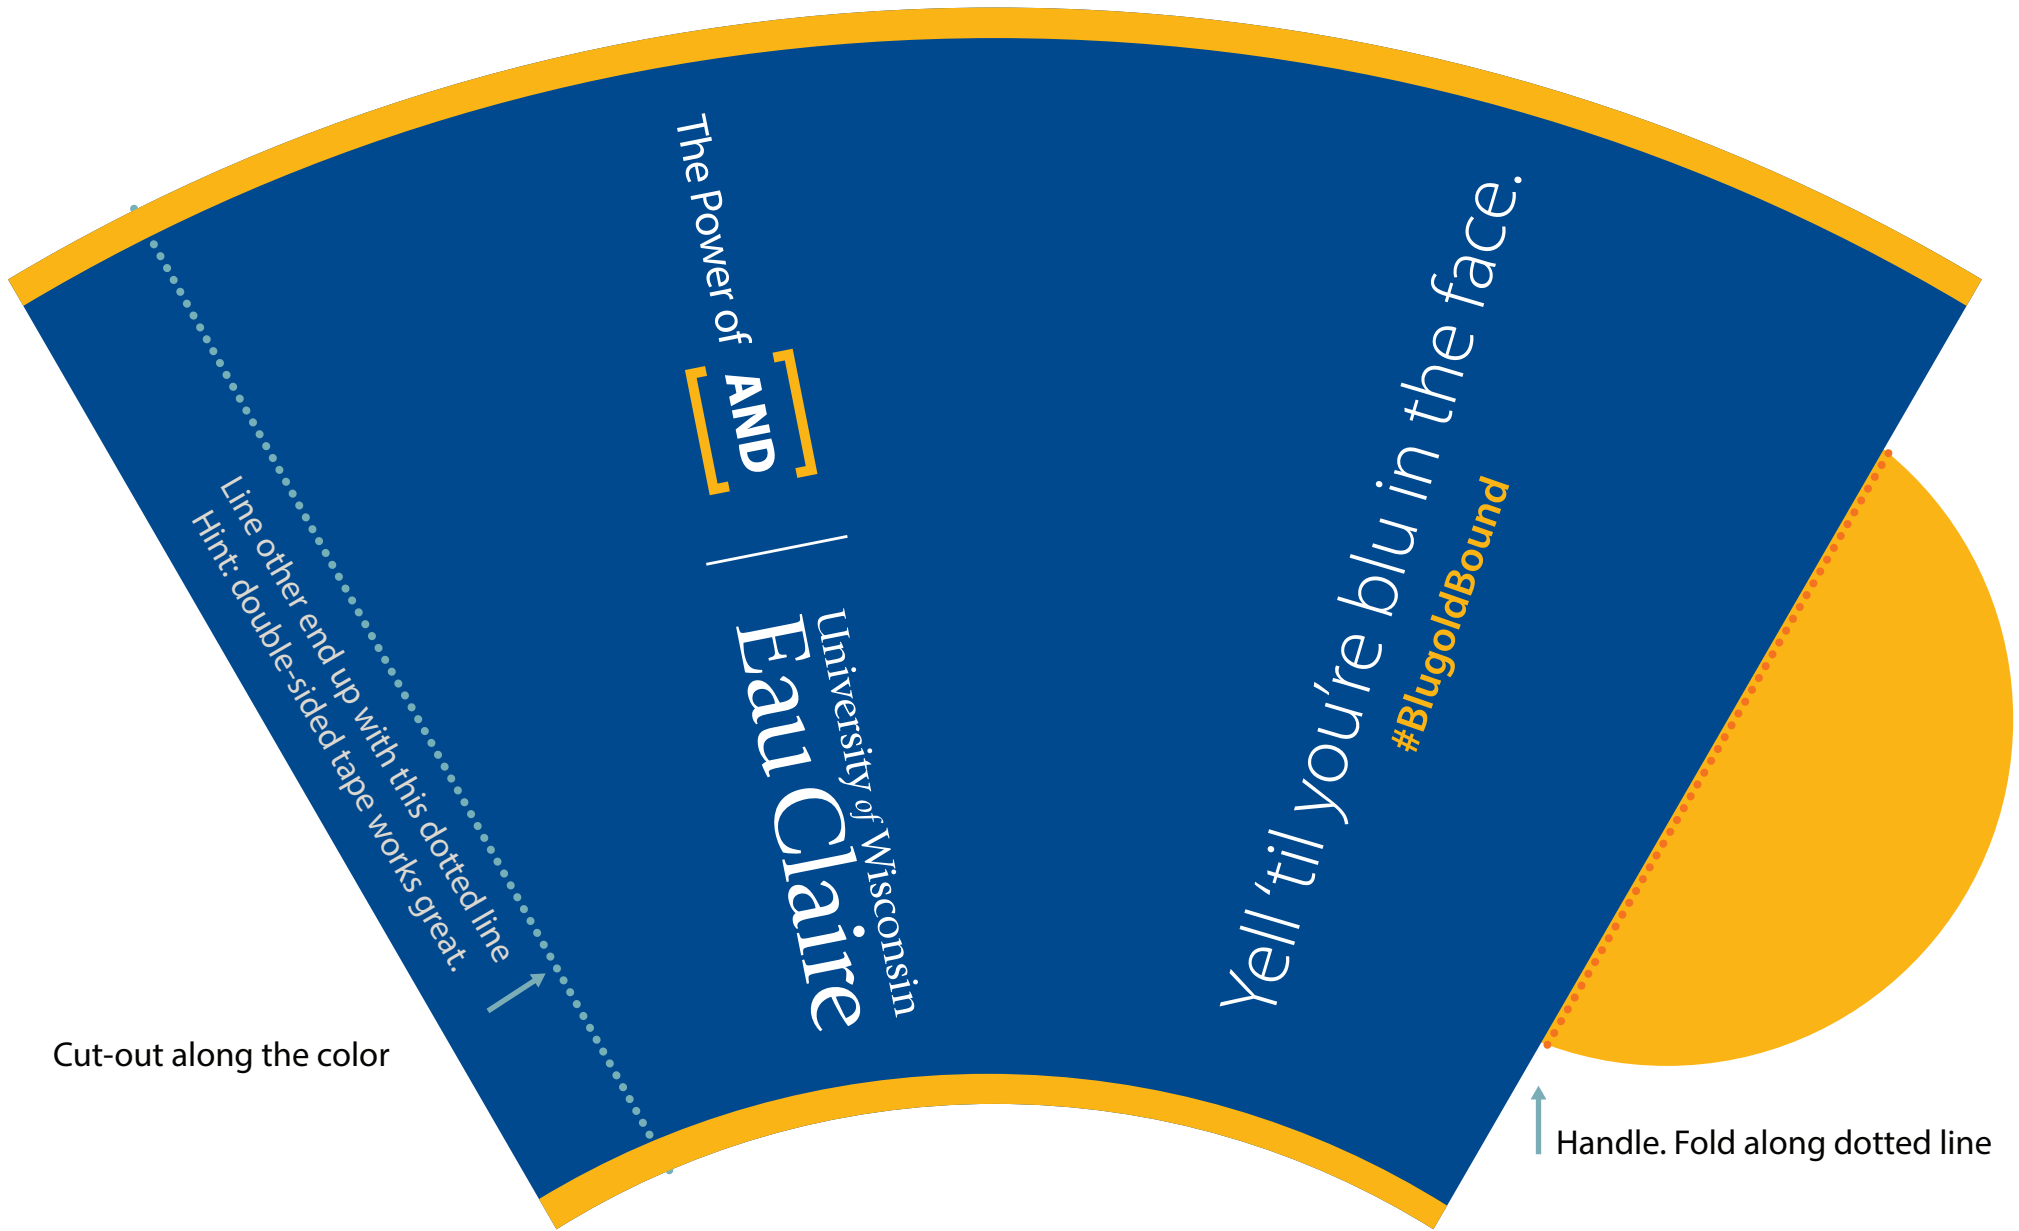 The Power of
[AND]
University of Wisconsin
Eau Claire
Yell ‘til you’re blu in the face.
#BlugoldBound
Line other end up with this dotted line
Hint: double-sided tape works great.
Cut-out along the color
Handle. Fold along dotted line